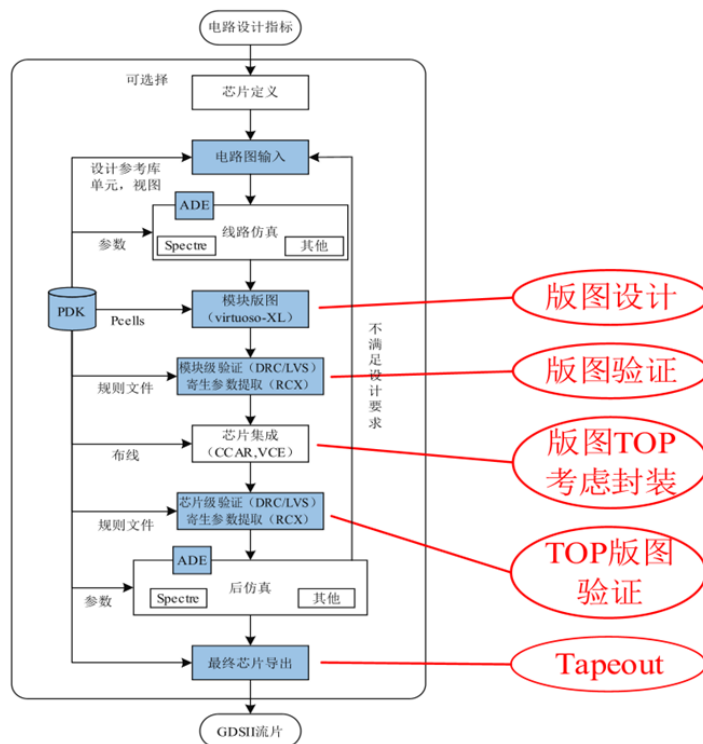 电路设计指标
可选择
芯片定义
电路图输入
设计参考库
单元，视图
ADE
线路仿真
参数
Spectre
其他
PDK
Pcells
模块版图
（virtuoso-XL）
版图设计
不满足设计要求
模块级验证（DRC/LVS）
寄生参数提取（RCX）
规则文件
版图验证
芯片集成
（CCAR,VCE）
布线
版图TOP
考虑封装
芯片级验证（DRC/LVS）
寄生参数提取（RCX）
规则文件
TOP版图
验证
ADE
后仿真
Spectre
其他
参数
最终芯片导出
Tapeout
GDSII流片